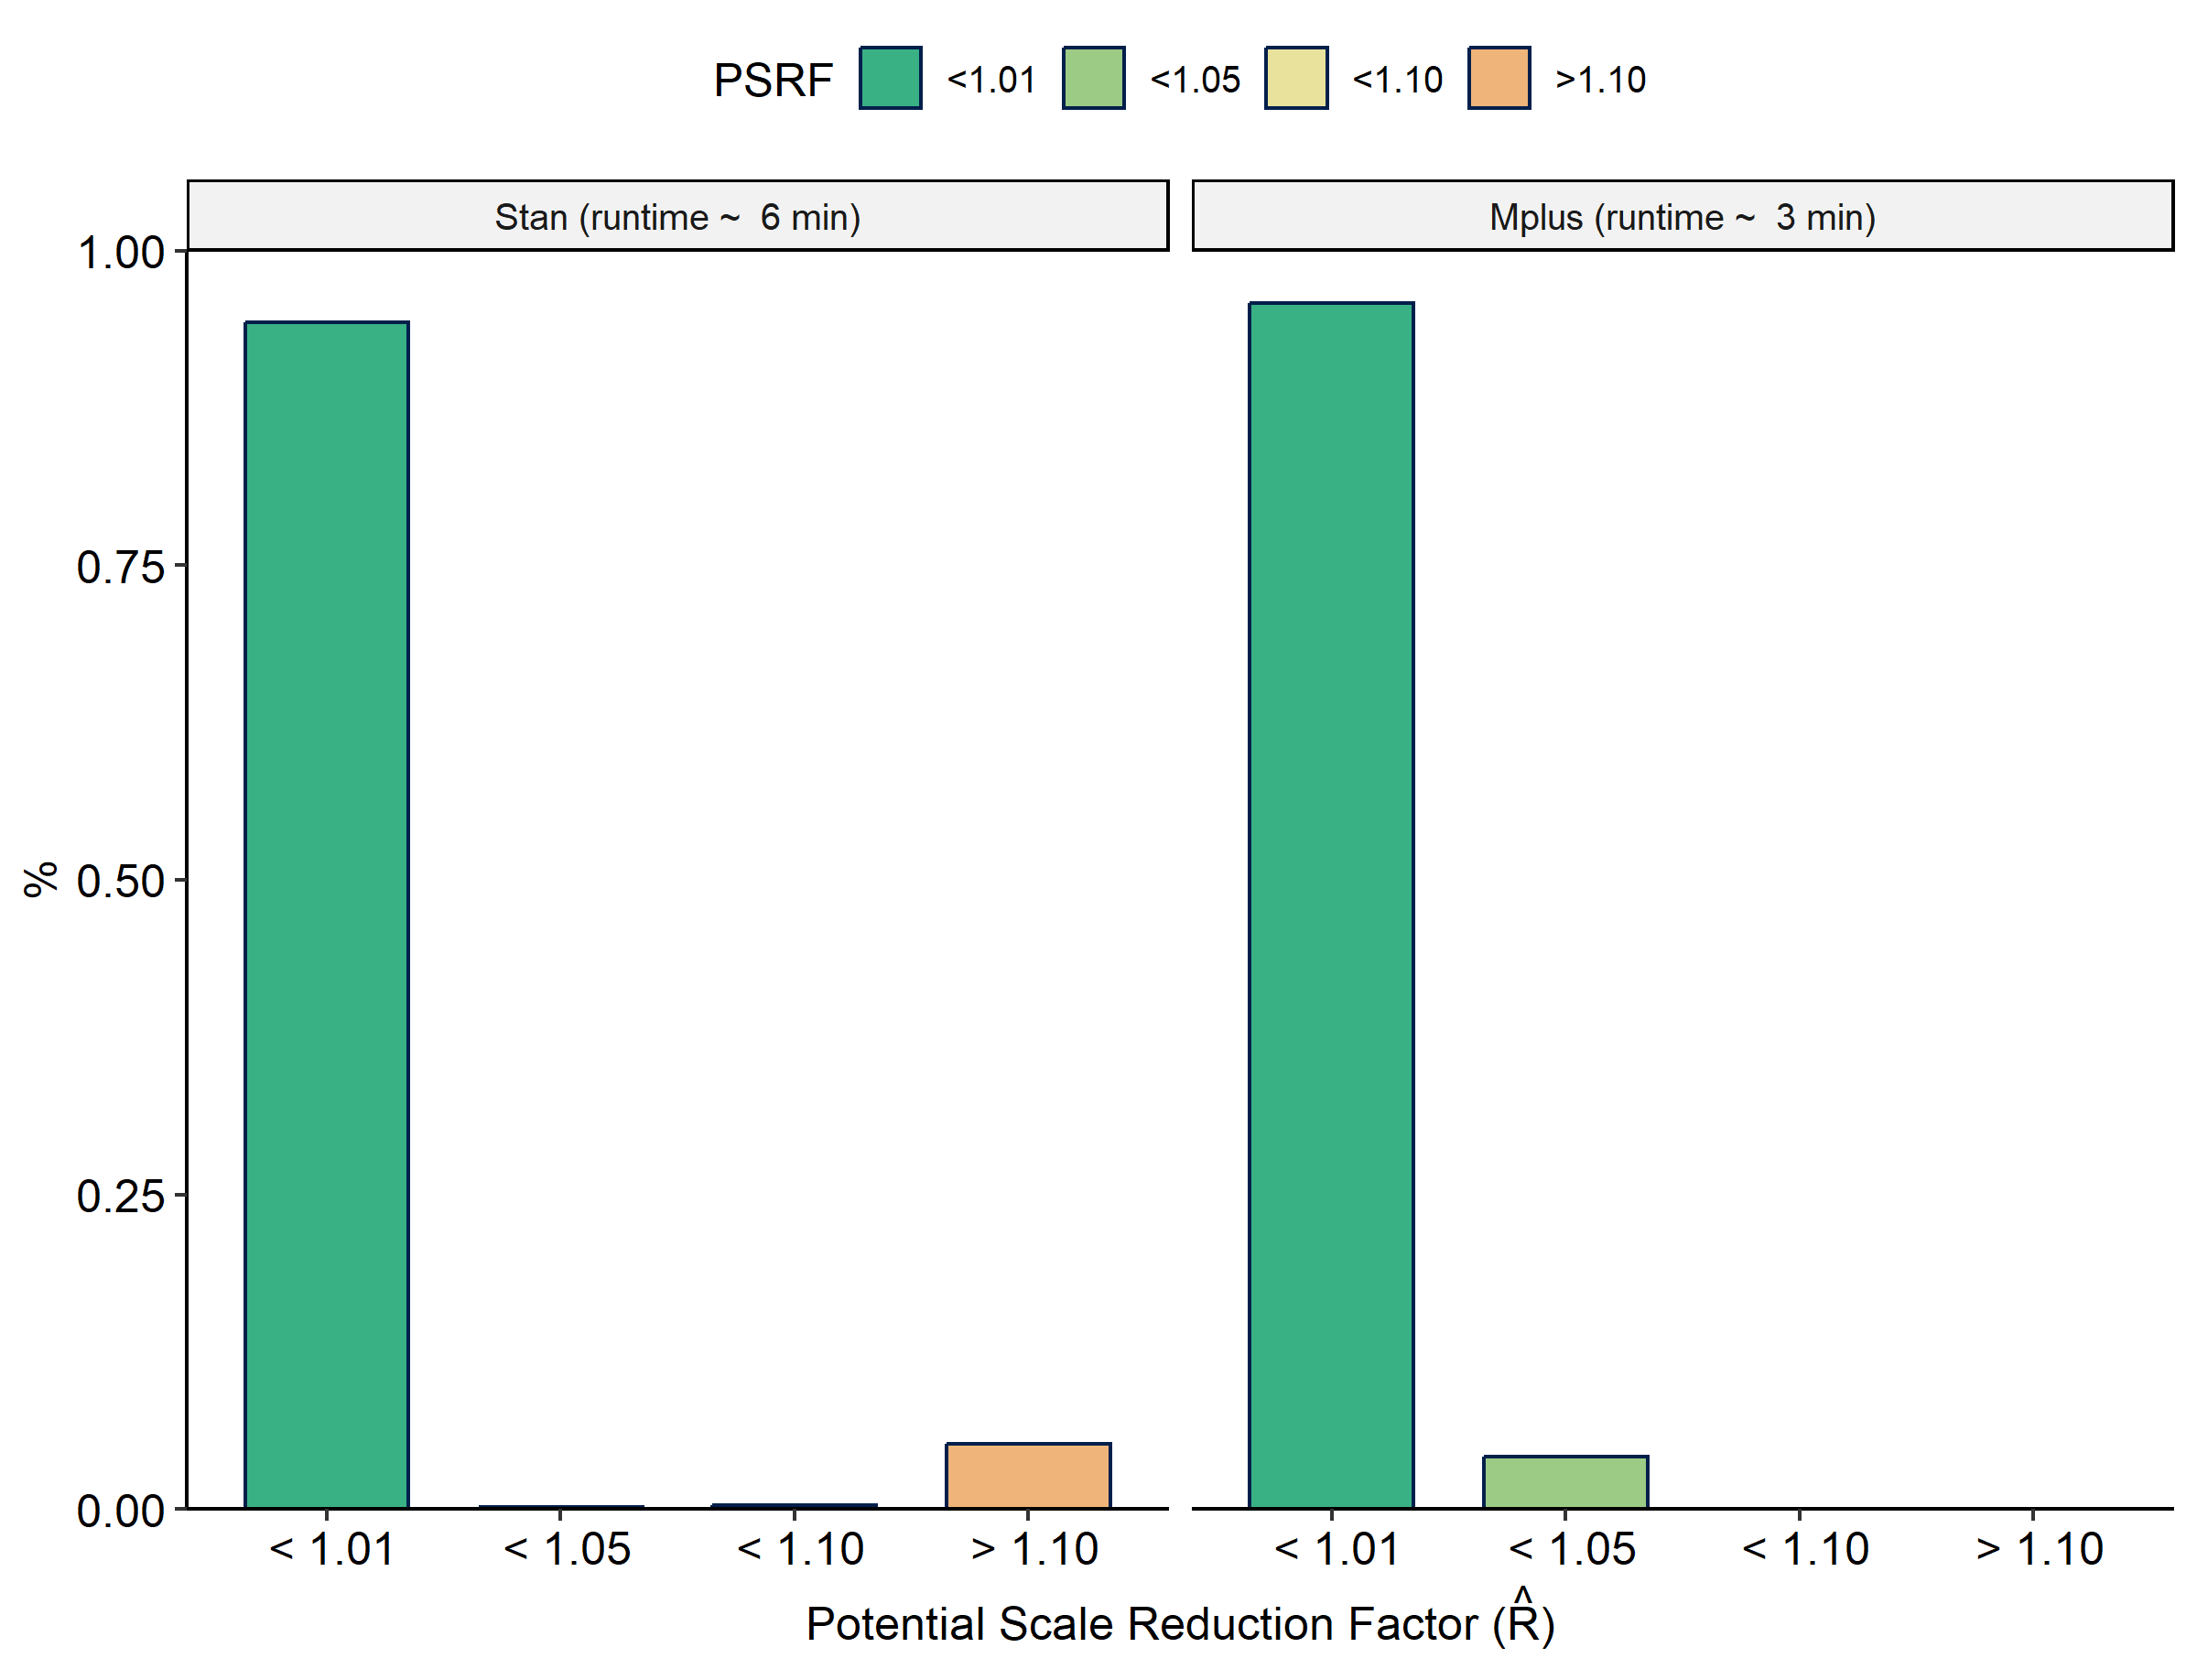 PSRF <1.01 <1.05 <1.10 >1.10
Stan (runtime ~  6 min)
Mplus (runtime ~  3 min)
1.00
0.75
0.50
0.25
0.00
%
< 1.01 < 1.05 < 1.10 > 1.10
< 1.01 < 1.05 < 1.10 > 1.10
Potential Scale Reduction Factor (R̂)